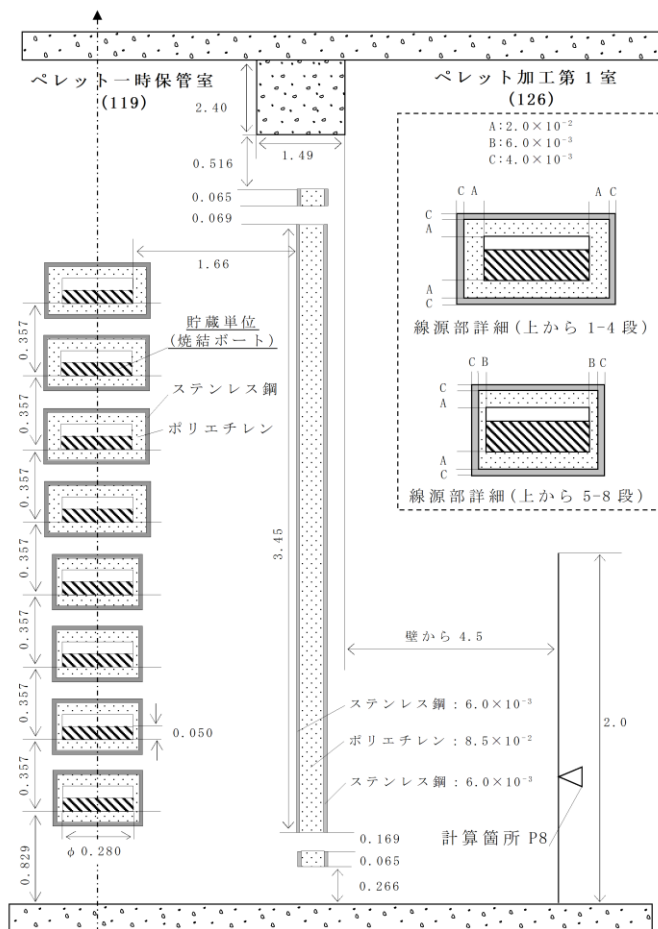 ペレット一時保管室
(119)
ペレット加工第1室
(126)
2.40
1.49
0.516
0.065
0.069
1.66
A:2.0×10⁻²
B:6.0×10⁻³
C:4.0×10⁻³
C A
A C
C
A
A
C
線源部詳細(上から 1-4 段)
C B
B C
C
A
A
C
線源部詳細(上から 5-8 段)
貯蔵単位
(焼結ボート)
ステンレス鋼
ポリエチレン
0.357
0.357
0.357
0.357
0.357
0.357
0.357
0.829
3.45
壁から 4.5
2.0
0.050
ステンレス鋼：6.0×10⁻³
ポリエチレン：8.5×10⁻²
ステンレス鋼：6.0×10⁻³
計算箇所 P8
φ 0.280
0.169
0.065
0.266